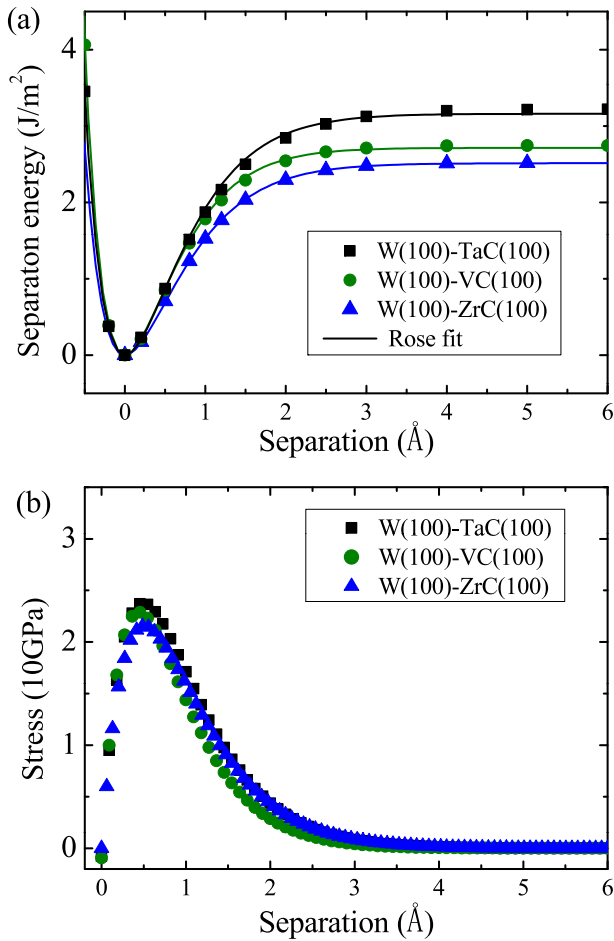 (a)
4
2
0
Separaton energy (J/m²)
W(100)-TaC(100)
W(100)-VC(100)
W(100)-ZrC(100)
Rose fit
0 1 2 3 4 5 6
Separation (Å)
(b)
3
2
1
0
Stress (10GPa)
W(100)-TaC(100)
W(100)-VC(100)
W(100)-ZrC(100)
0 1 2 3 4 5 6
Separation (Å)